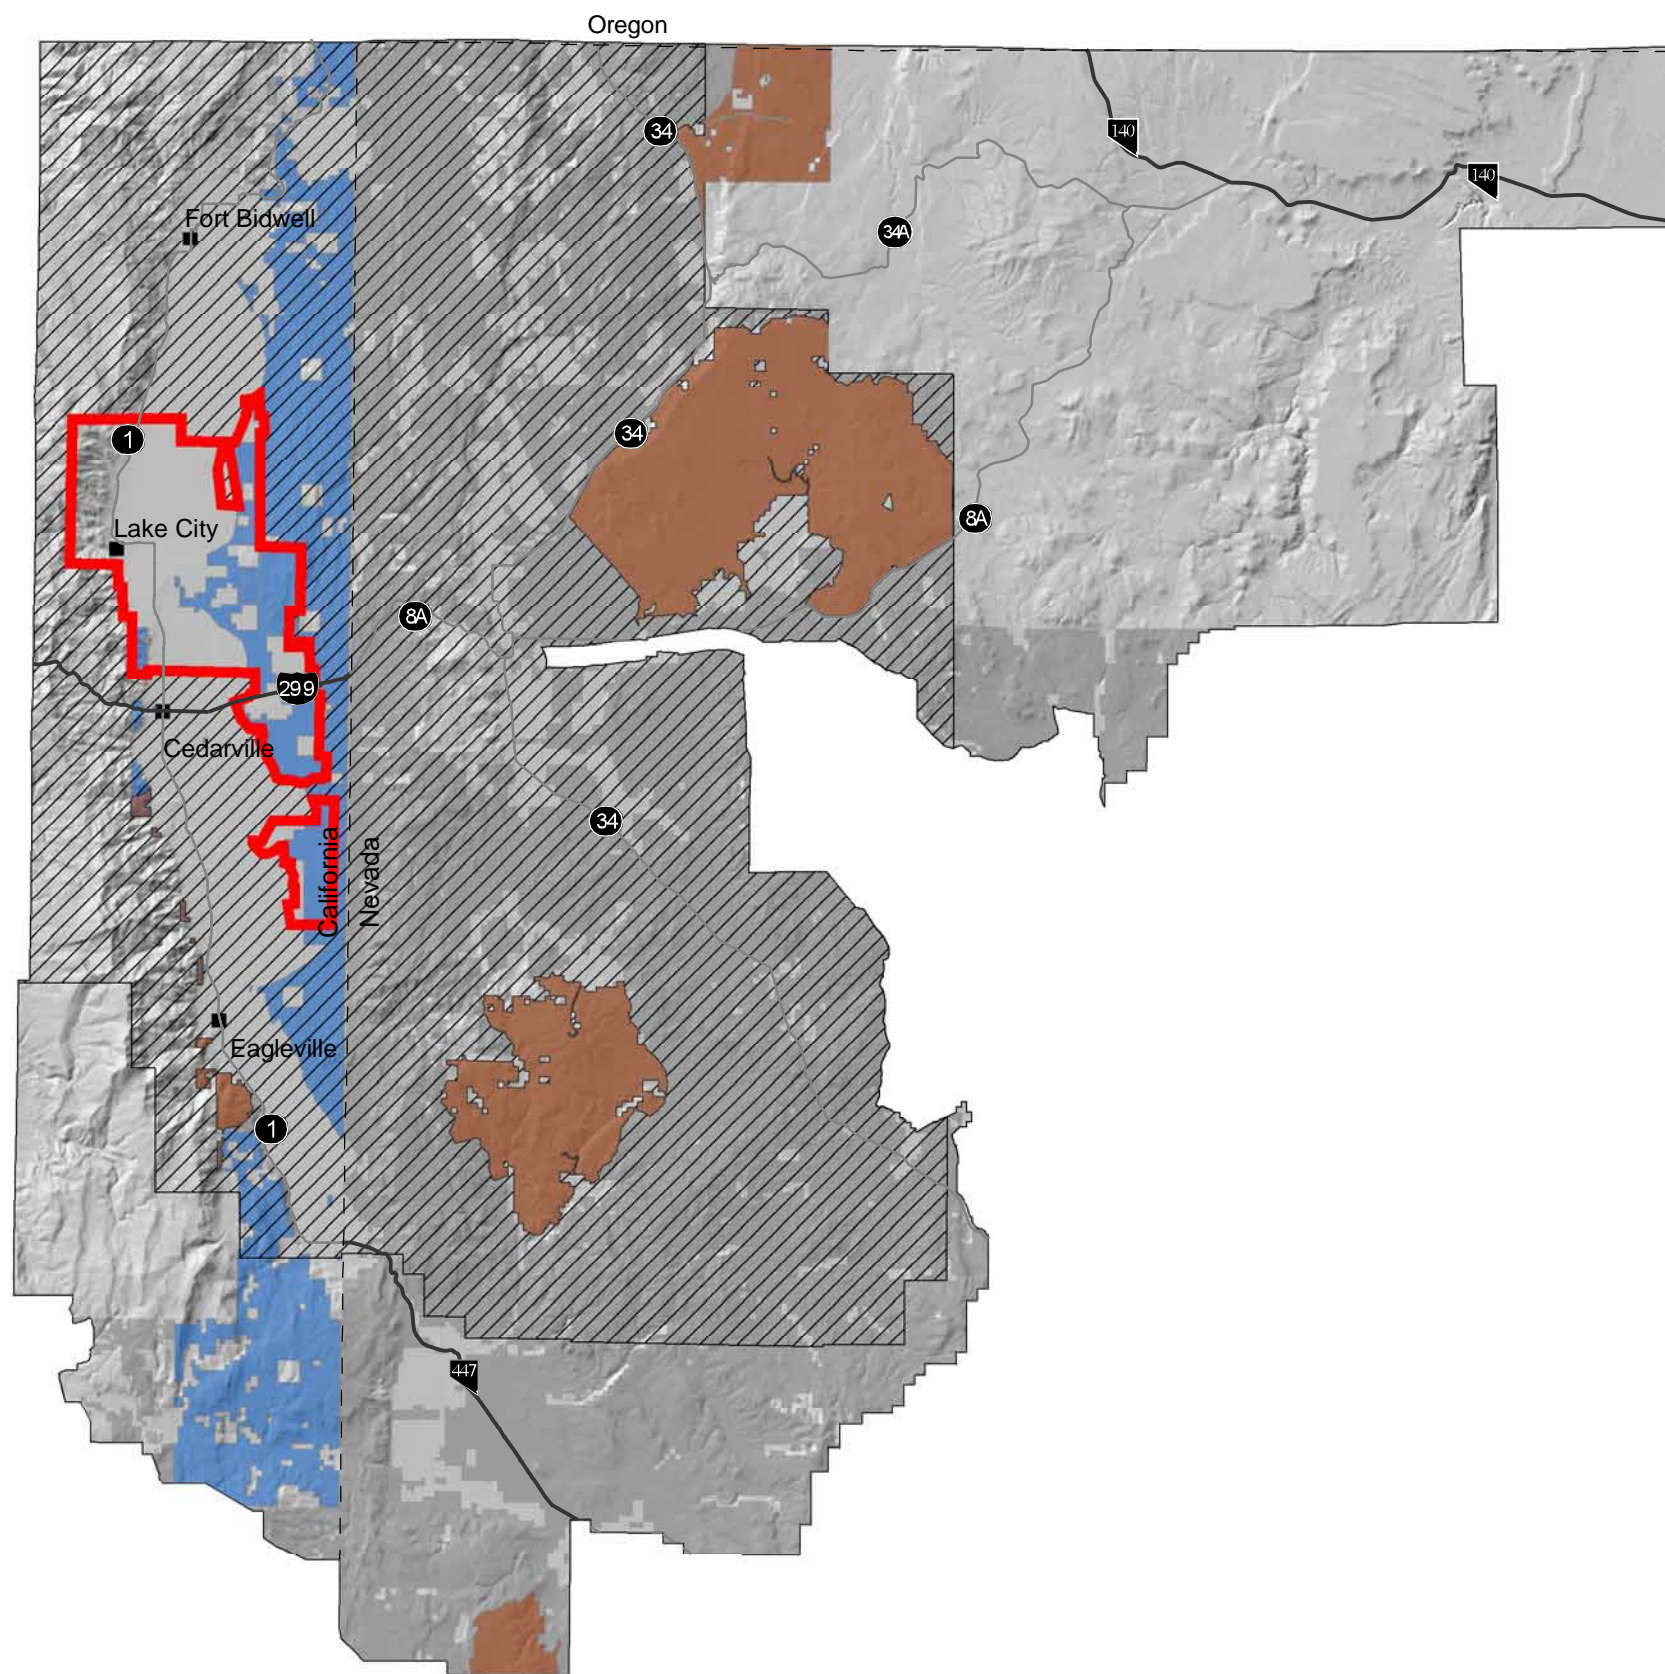 Oregon
34
140
140
Fort Bidwell
34A
1
34
Lake City
8A
8A
299
Cedarville
34
California
Nevada
Eagleville
1
447